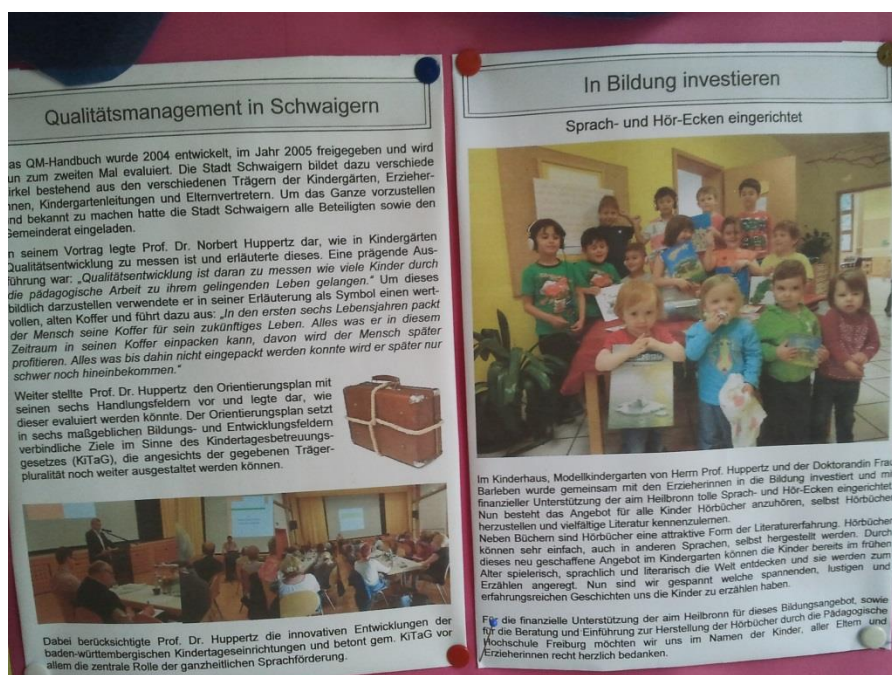 Qualitätsmanagement in Schwaigern
as QM-Handbuch wurde 2004 entwickelt, im Jahr 2005 freigegeben und wird
un zum zweiten Mal evaluiert. Die Stadt Schwaigern bildet dazu verschiede
irkel bestehend aus den verschiedenen Trägern der Kindergärten, Erzieher-
nnen, Kindergartenleitungen und Elternvertretern. Um das Ganze vorzustellen
nd bekannt zu machen hatte die Stadt Schwaigern alle Beteiligten sowie den
Gemeinderat eingeladen.
n seinem Vortrag legte Prof. Dr. Norbert Huppertz dar, wie in Kindergärten
Qualitätsentwicklung zu messen ist und erläuterte dieses. Eine prägende Aus-
führung war: „Qualitätsentwicklung ist daran zu messen wie viele Kinder durch
die pädagogische Arbeit zu ihrem gelingenden Leben gelangen.“ Um dieses
bildlich darzustellen verwendete er in seiner Erläuterung als Symbol einen wert-
vollen, alten Koffer und führt dazu aus: „In den ersten sechs Lebensjahren packt
der Mensch seine Koffer für sein zukünftiges Leben. Alles was er in diesem
Zeitraum in seinen Koffer einpacken kann, davon wird der Mensch später
profitieren. Alles was bis dahin nicht eingepackt werden konnte wird er später nur
schwer noch hineinbekommen.“
Weiter stellte Prof. Dr. Huppertz den Orientierungsplan mit
seinen sechs Handlungsfeldern vor und legte dar, wie
dieser evaluiert werden könnte. Der Orientierungsplan setzt
in sechs maßgeblichen Bildungs- und Entwicklungsfeldern
verbindliche Ziele im Sinne des Kindertagesbetreuungs-
gesetzes (KiTaG), die angesichts der gegebenen Träger-
pluralität noch weiter ausgestaltet werden können.
Dabei berücksichtigte Prof. Dr. Huppertz die innovativen Entwicklungen der
baden-württembergischen Kindertageseinrichtungen und betont gem. KiTaG vor
allem die zentrale Rolle der ganzheitlichen Sprachförderung.
In Bildung investieren
Sprach- und Hör-Ecken eingerichtet
Im Kinderhaus, Modellkindergarten von Herrn Prof. Huppertz und der Doktorandin Frau
Barleben wurde gemeinsam mit den Erzieherinnen in die Bildung investiert und mi
finanzieller Unterstützung der aim Heilbronn tolle Sprach- und Hör-Ecken eingerichtet
Nun besteht das Angebot für alle Kinder Hörbücher anzuhören, selbst Hörbücher
herzustellen und vielfältige Literatur kennenzulernen.
Neben Büchern sind Hörbücher eine attraktive Form der Literaturerfahrung. Hörbücher
können sehr einfach, auch in anderen Sprachen, selbst hergestellt werden. Durch
dieses neu geschaffene Angebot im Kindergarten können die Kinder bereits im frühen
Alter spielerisch, sprachlich und literarisch die Welt entdecken und sie werden zum
Erzählen angeregt. Nun sind wir gespannt welche spannenden, lustigen und
erfahrungsreichen Geschichten uns die Kinder zu erzählen haben.
Für die finanzielle Unterstützung der aim Heilbronn für dieses Bildungsangebot, sowie
für die Beratung und Einführung zur Herstellung der Hörbücher durch die Pädagogische
Hochschule Freiburg möchten wir uns im Namen der Kinder, aller Eltern und
Erzieherinnen recht herzlich bedanken.